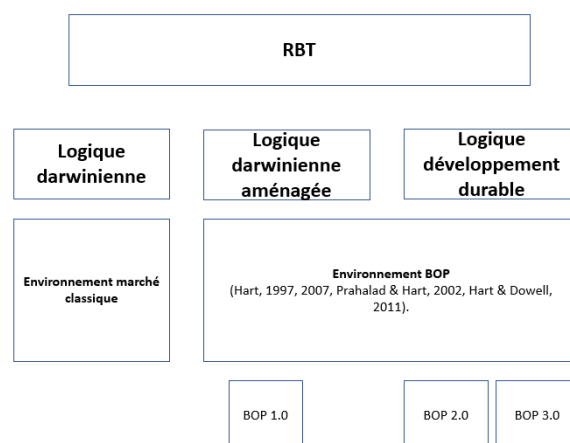 RBT
Logique
darwinienne
Logique
darwinienne
aménagée
Logique
développement
durable
Environnement marché
classique
Environnement BOP
(Hart, 1997, 2007, Prahalad & Hart, 2002, Hart & Dowell,
2011).
BOP 1.0
BOP 2.0
BOP 3.0